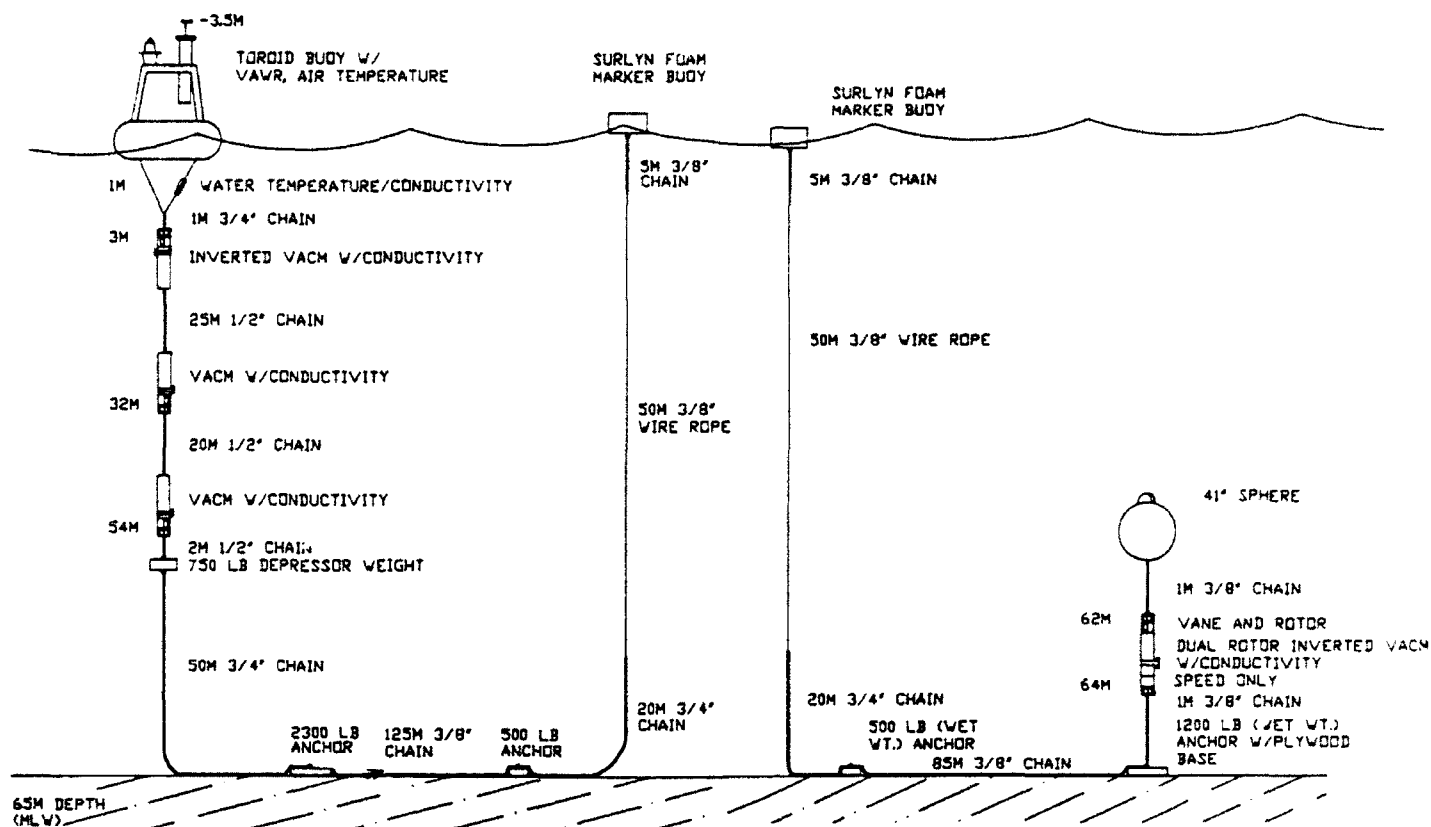 -3.5M
TOROID BUOY W/
VAWR, AIR TEMPERATURE
SURLYN FOAM
MARKER BUOY
SURLYN FOAM
MARKER BUOY
1M
WATER TEMPERATURE/CONDUCTIVITY
1M 3/4" CHAIN
3M
INVERTED VACM W/CONDUCTIVITY
25M 1/2" CHAIN
VACM W/CONDUCTIVITY
32M
20M 1/2" CHAIN
VACM W/CONDUCTIVITY
54M
2M 1/2" CHAIN
750 LB DEPRESSOR WEIGHT
50M 3/4" CHAIN
2300 LB
ANCHOR
125M 3/8"
CHAIN
500 LB
ANCHOR
5M 3/8"
CHAIN
50M 3/8"
WIRE ROPE
20M 3/4"
CHAIN
5M 3/8" CHAIN
50M 3/8" WIRE ROPE
20M 3/4" CHAIN
500 LB (WET
WT.) ANCHOR
85M 3/8" CHAIN
41" SPHERE
1M 3/8" CHAIN
62M
VANE AND ROTOR
DUAL ROTOR INVERTED VACM
W/CONDUCTIVITY
SPEED ONLY
64M
1M 3/8" CHAIN
1200 LB (WET WT.)
ANCHOR W/PLYWOOD
BASE
65M DEPTH
(MLW)